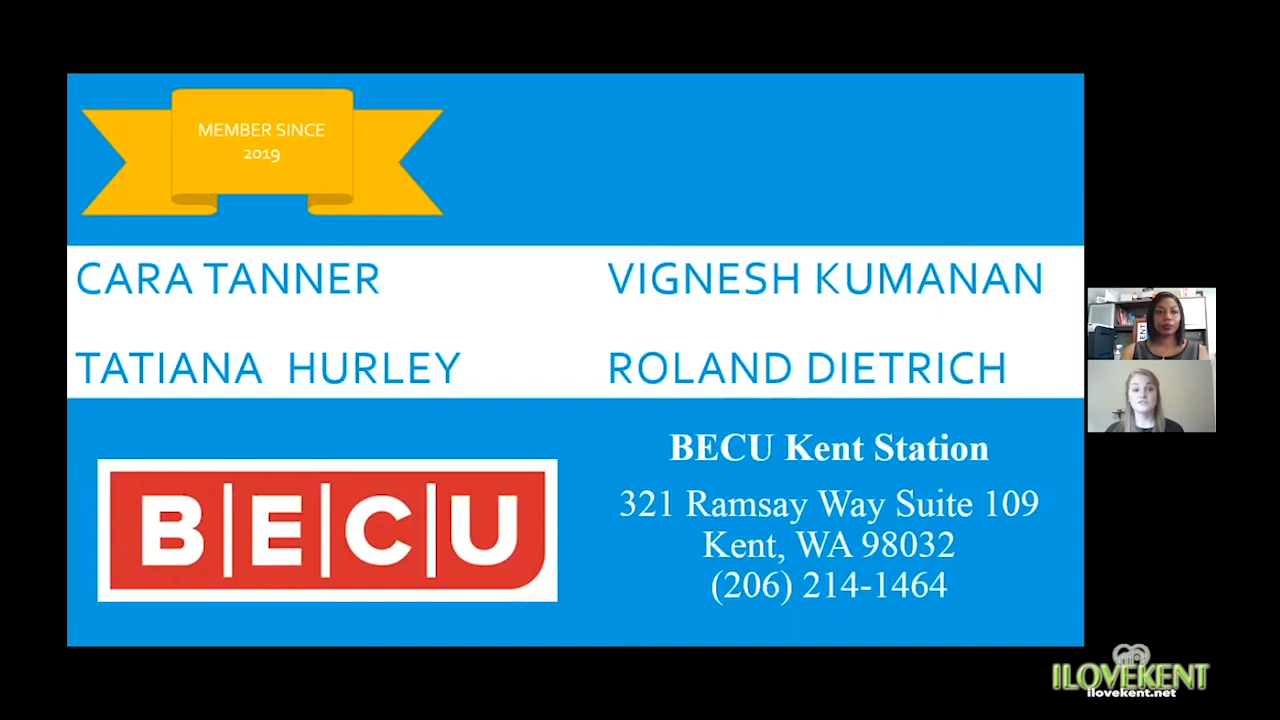 MEMBER SINCE
2019
CARA TANNER
VIGNESH KUMANAN
TATIANA HURLEY
ROLAND DIETRICH
B|E|C|U
BECU Kent Station
321 Ramsay Way Suite 109
Kent, WA 98032
(206) 214-1464
ILOVEKENT
ilovekent.net